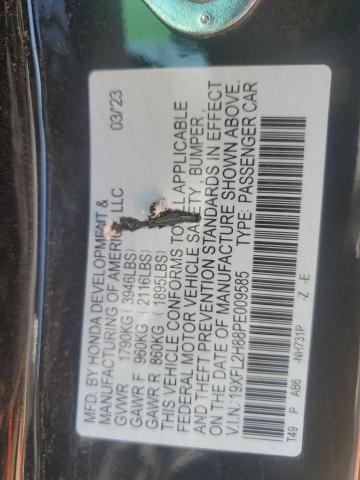 MFD. BY HONDA DEVELOPMENT &
MANUFACTURING OF AMERICA, LLC 03/'23
GVWR 1790KG ( 3946LBS)
GAWR F 960KG ( 2116LBS)
GAWR R 860KG ( 1895LBS)
THIS VEHICLE CONFORMS TO ALL APPLICABLE
FEDERAL MOTOR VEHICLE SAFETY, BUMPER,
AND THEFT PREVENTION STANDARDS IN EFFECT
ON THE DATE OF MANUFACTURE SHOWN ABOVE.
V.I.N.: 19XFL2H88PE009585 TYPE: PASSENGER CAR
T49 P AB6 -NH731P -Z -E